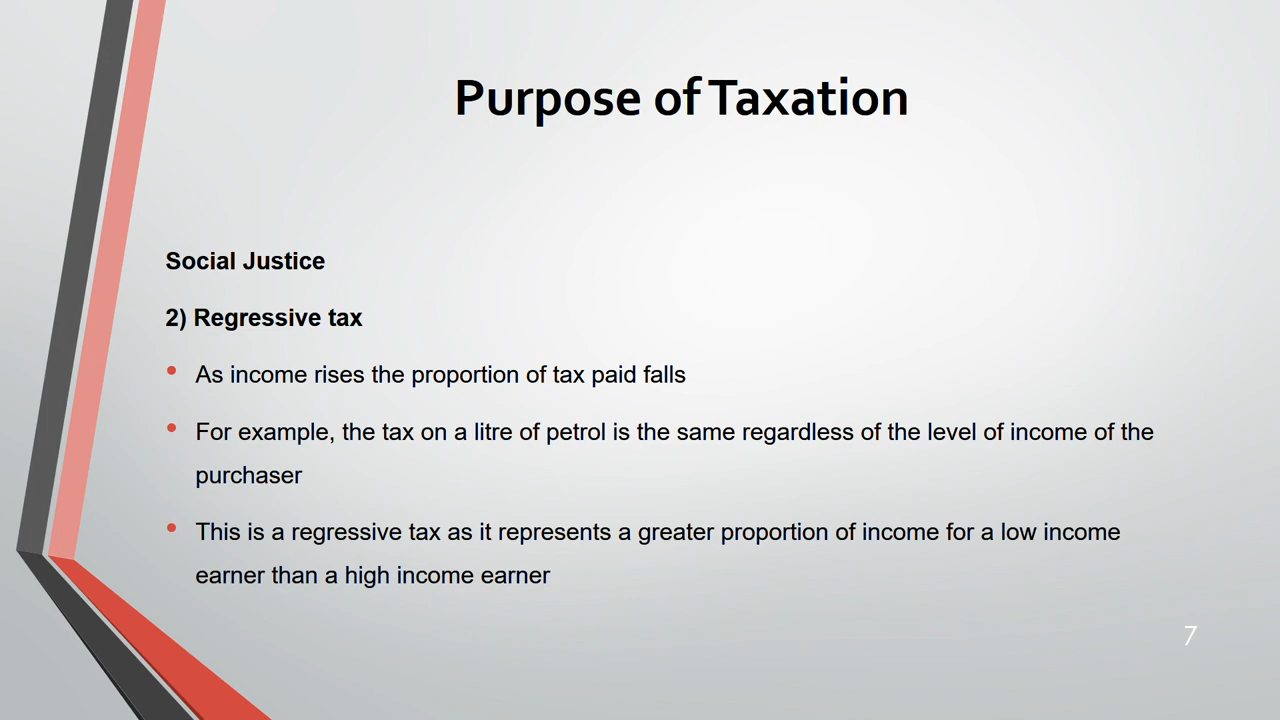 Purpose of Taxation
Social Justice
2) Regressive tax
• As income rises the proportion of tax paid falls
• For example, the tax on a litre of petrol is the same regardless of the level of income of the
purchaser
• This is a regressive tax as it represents a greater proportion of income for a low income
earner than a high income earner
7